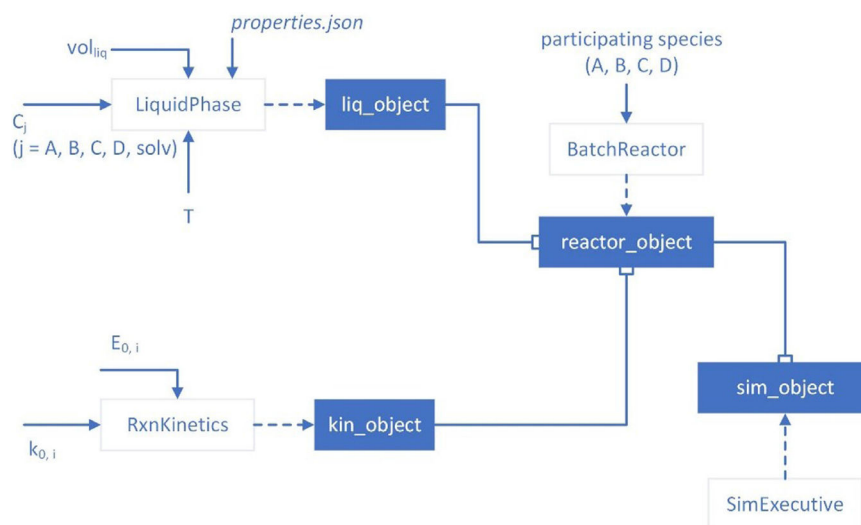 properties.json
vol_liq
participating species
(A, B, C, D)
LiquidPhase
liq_object
C_j
(j = A, B, C, D, solv)
BatchReactor
T
reactor_object
E_0, i
sim_object
RxnKinetics
kin_object
k_0, i
SimExecutive